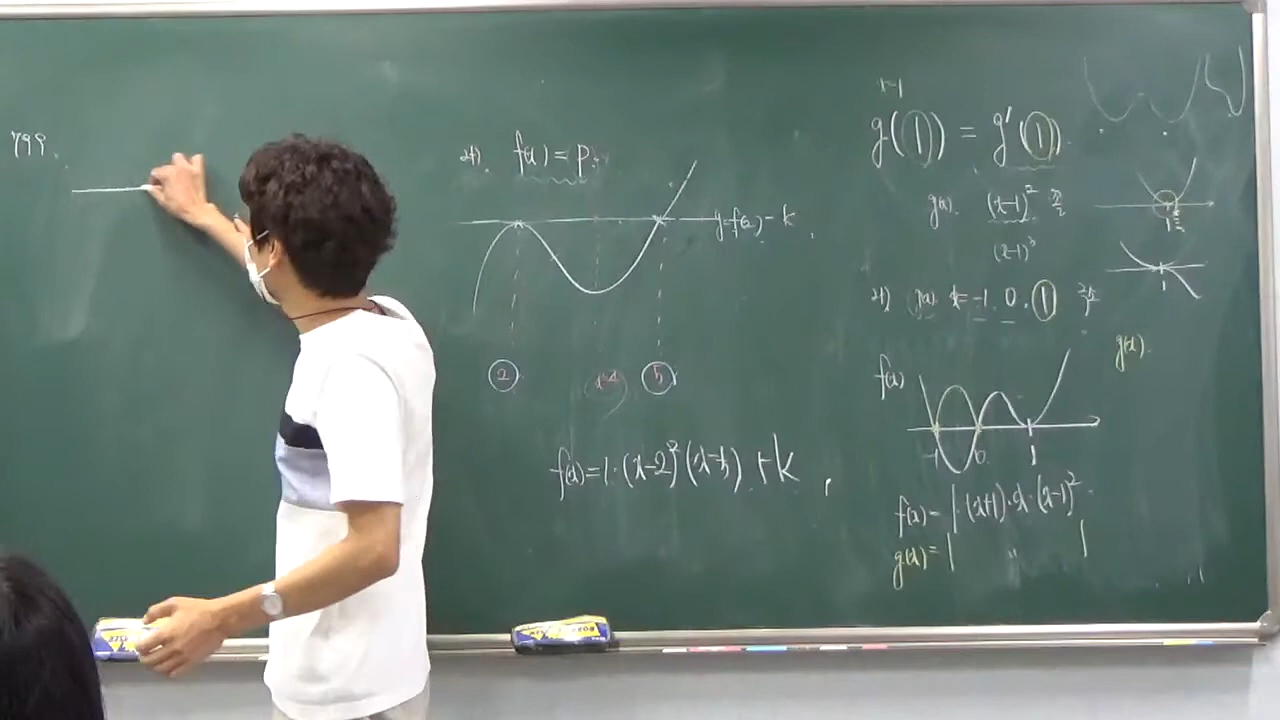 799.
f(x) = p
y=f(x)-k
2
5
f(x)=1·(x-2)²(x-5)+k
g(1) = g'(1).
g(x). (x-1)²
(x-1)³
1
1
g(x) x=-1, 0, 1
g(x).
f(x)
-1 0 1
f(x)=1·(x+1)·x·(x-1)²
g(x)=|   "   |